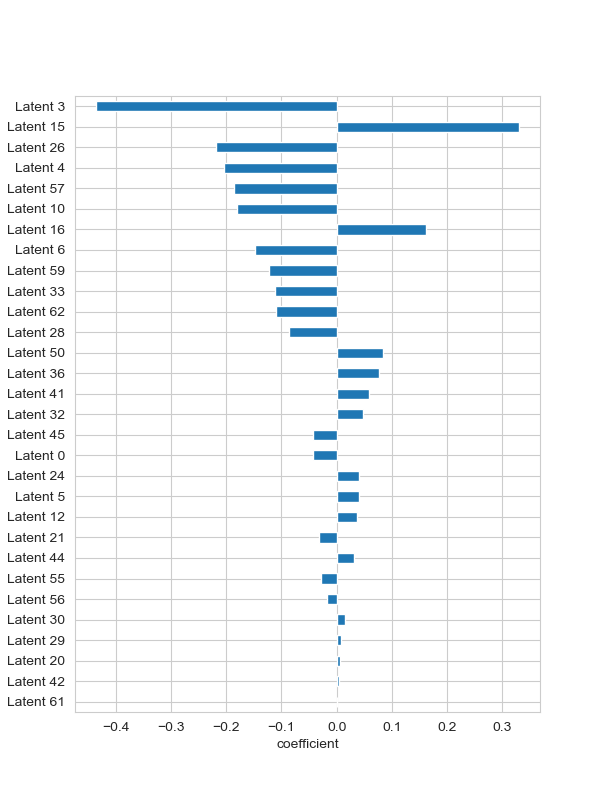 Latent 3
Latent 15
Latent 26
Latent 4
Latent 57
Latent 10
Latent 16
Latent 6
Latent 59
Latent 33
Latent 62
Latent 28
Latent 50
Latent 36
Latent 41
Latent 32
Latent 45
Latent 0
Latent 24
Latent 5
Latent 12
Latent 21
Latent 44
Latent 55
Latent 56
Latent 30
Latent 29
Latent 20
Latent 42
Latent 61
−0.4 −0.3 −0.2 −0.1 0.0 0.1 0.2 0.3
coefficient